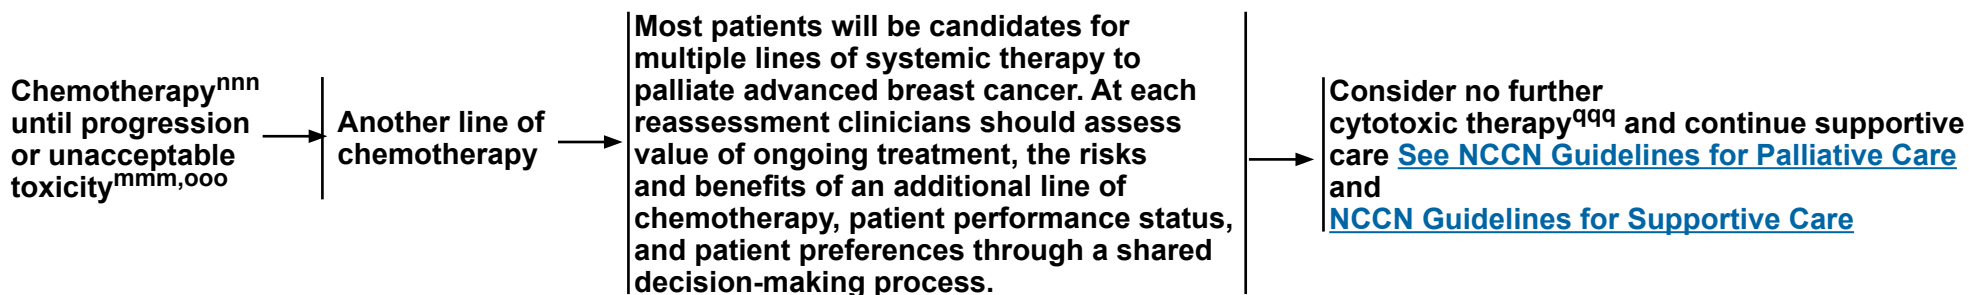 Chemotherapynnn
until progression
or unacceptable
toxicitymmm,ooo
Another line of
chemotherapy
Most patients will be candidates for
multiple lines of systemic therapy to
palliate advanced breast cancer. At each
reassessment clinicians should assess
value of ongoing treatment, the risks
and benefits of an additional line of
chemotherapy, patient performance status,
and patient preferences through a shared
decision-making process.
Consider no further
cytotoxic therapyqqq and continue supportive
care See NCCN Guidelines for Palliative Care
and
NCCN Guidelines for Supportive Care